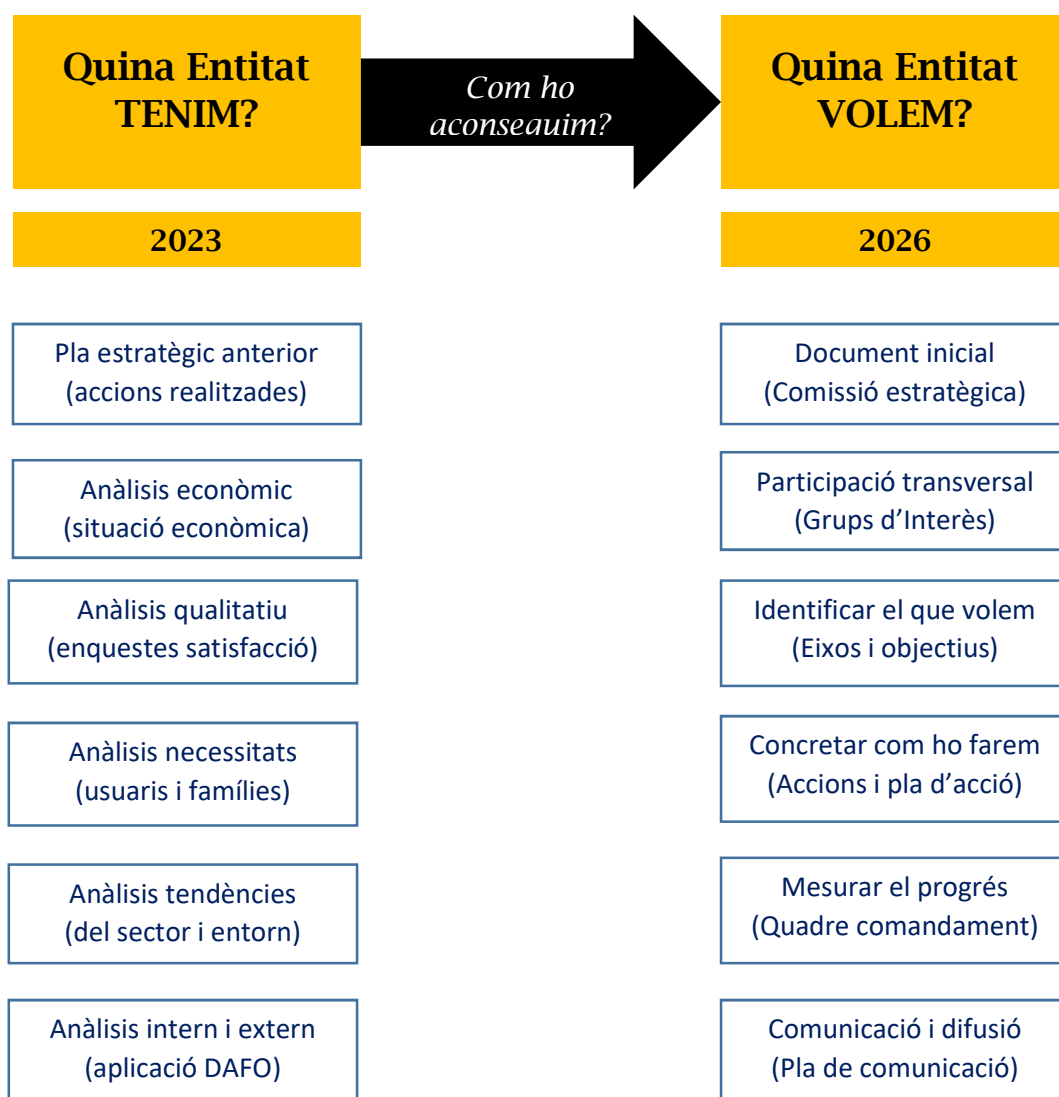 Quina Entitat
TENIM?
Com ho
aconseauim?
Quina Entitat
VOLEM?
2023
2026
Pla estratègic anterior
(accions realitzades)
Anàlisis econòmic
(situació econòmica)
Anàlisis qualitatiu
(enquestes satisfacció)
Anàlisis necessitats
(usuaris i famílies)
Anàlisis tendències
(del sector i entorn)
Anàlisis intern i extern
(aplicació DAFO)
Document inicial
(Comissió estratègica)
Participació transversal
(Grups d’Interès)
Identificar el que volem
(Eixos i objectius)
Concretar com ho farem
(Accions i pla d’acció)
Mesurar el progrés
(Quadre comandament)
Comunicació i difusió
(Pla de comunicació)